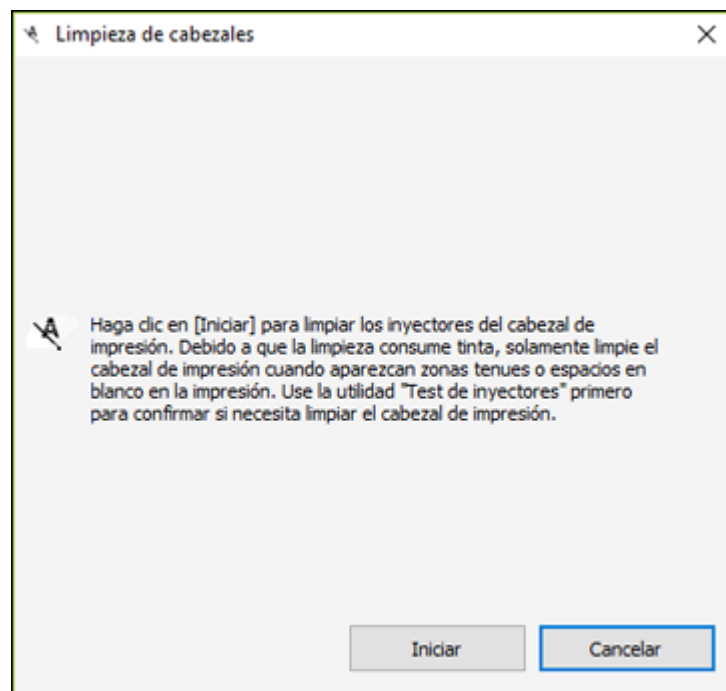 Limpieza de cabezales
Haga clic en [Iniciar] para limpiar los inyectores del cabezal de
impresión. Debido a que la limpieza consume tinta, solamente limpie el
cabezal de impresión cuando aparezcan zonas tenues o espacios en
blanco en la impresión. Use la utilidad "Test de inyectores" primero
para confirmar si necesita limpiar el cabezal de impresión.
Iniciar
Cancelar